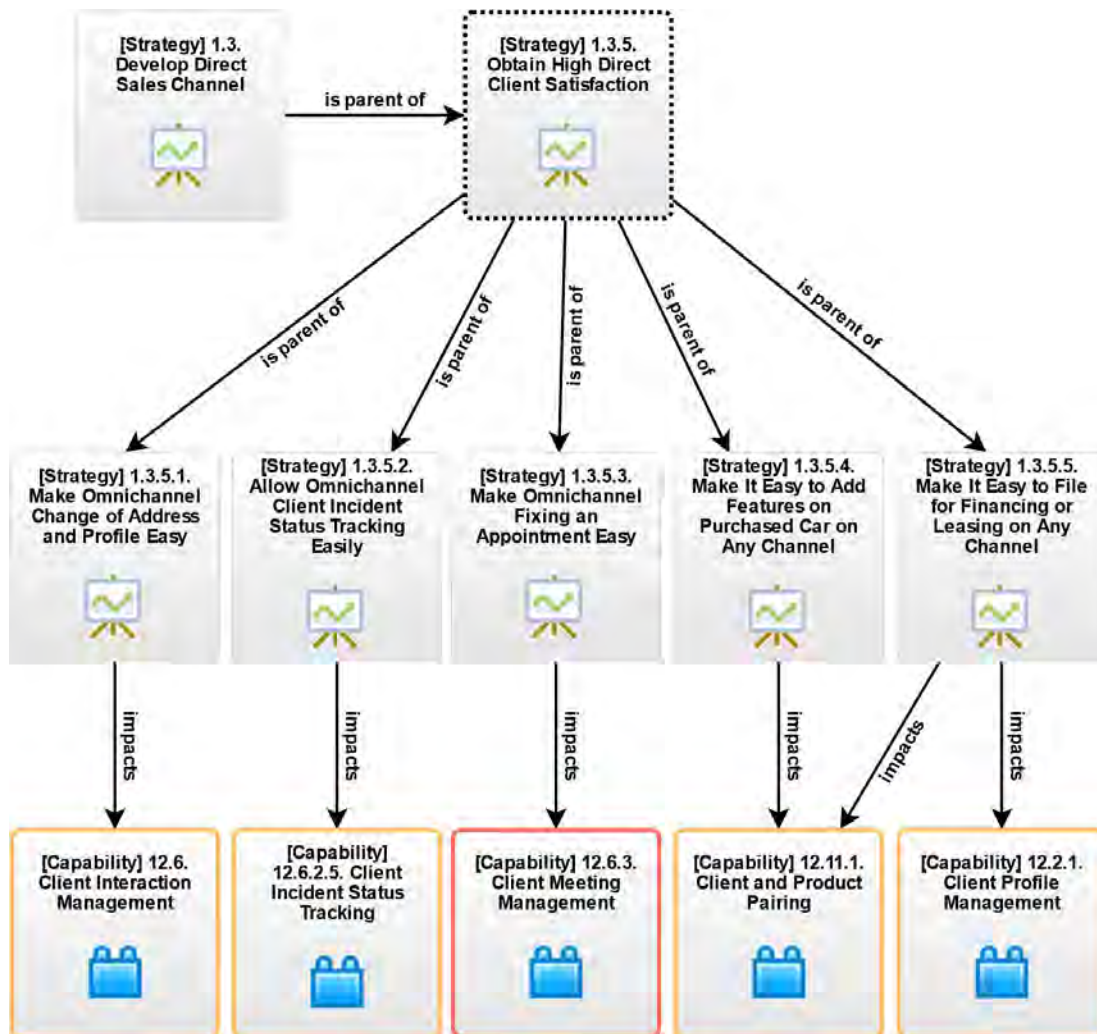 [Strategy] 1.3.
Develop Direct
Sales Channel
is parent of
[Strategy] 1.3.5.
Obtain High Direct
Client Satisfaction
is parent of
is parent of
is parent of
is parent of
is parent of
[Strategy] 1.3.5.1.
Make Omnichannel
Change of Address
and Profile Easy
[Strategy] 1.3.5.2.
Allow Omnichannel
Client Incident
Status Tracking
Easily
[Strategy] 1.3.5.3.
Make Omnichannel
Fixing an
Appointment Easy
[Strategy] 1.3.5.4.
Make It Easy to Add
Features on
Purchased Car on
Any Channel
[Strategy] 1.3.5.5.
Make It Easy to File
for Financing or
Leasing on Any
Channel
impacts
impacts
impacts
impacts
impacts
impacts
[Capability] 12.6.
Client Interaction
Management
[Capability]
12.6.2.5. Client
Incident Status
Tracking
[Capability] 12.6.3.
Client Meeting
Management
[Capability] 12.11.1.
Client and Product
Pairing
[Capability] 12.2.1.
Client Profile
Management